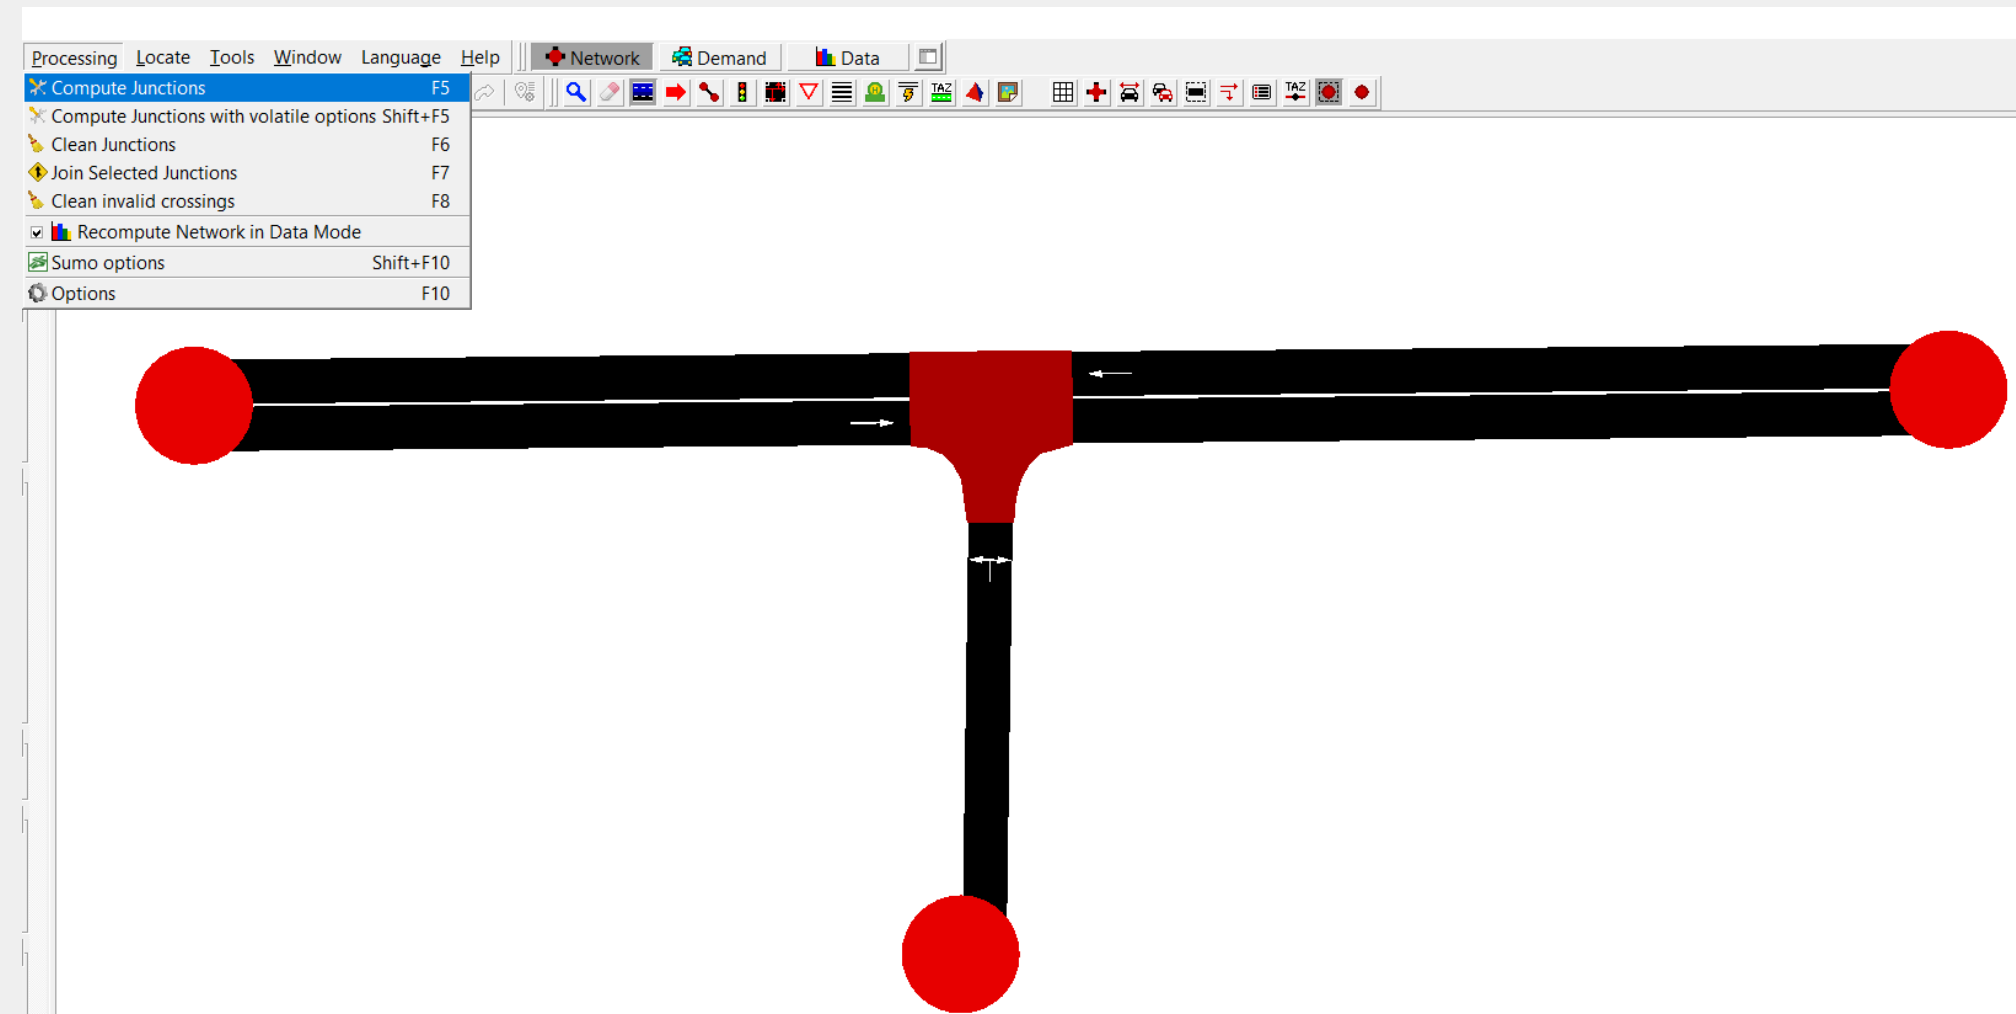 Processing Locate Tools Window Language Help Network Demand Data
Compute Junctions F5
Compute Junctions with volatile options Shift+F5
Clean Junctions F6
Join Selected Junctions F7
Clean invalid crossings F8
Recompute Network in Data Mode
Sumo options Shift+F10
Options F10
TAZ
TAZ